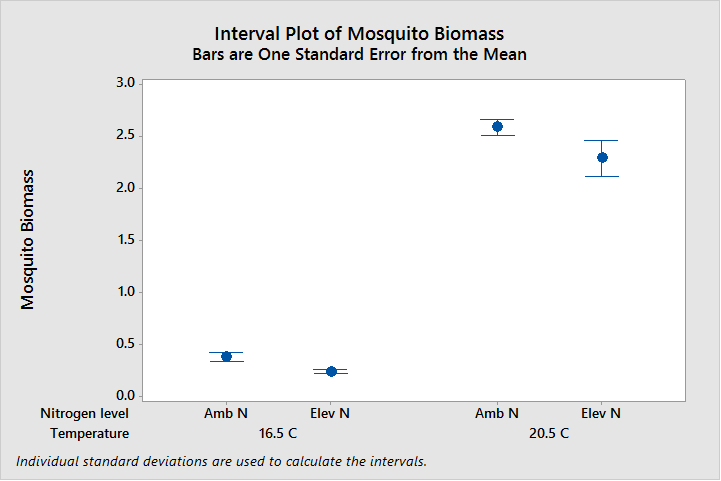 Interval Plot of Mosquito Biomass
Bars are One Standard Error from the Mean
Mosquito Biomass
3.0
2.5
2.0
1.5
1.0
0.5
0.0
Nitrogen level Amb N Elev N Amb N Elev N
Temperature 16.5 C 20.5 C
Individual standard deviations are used to calculate the intervals.